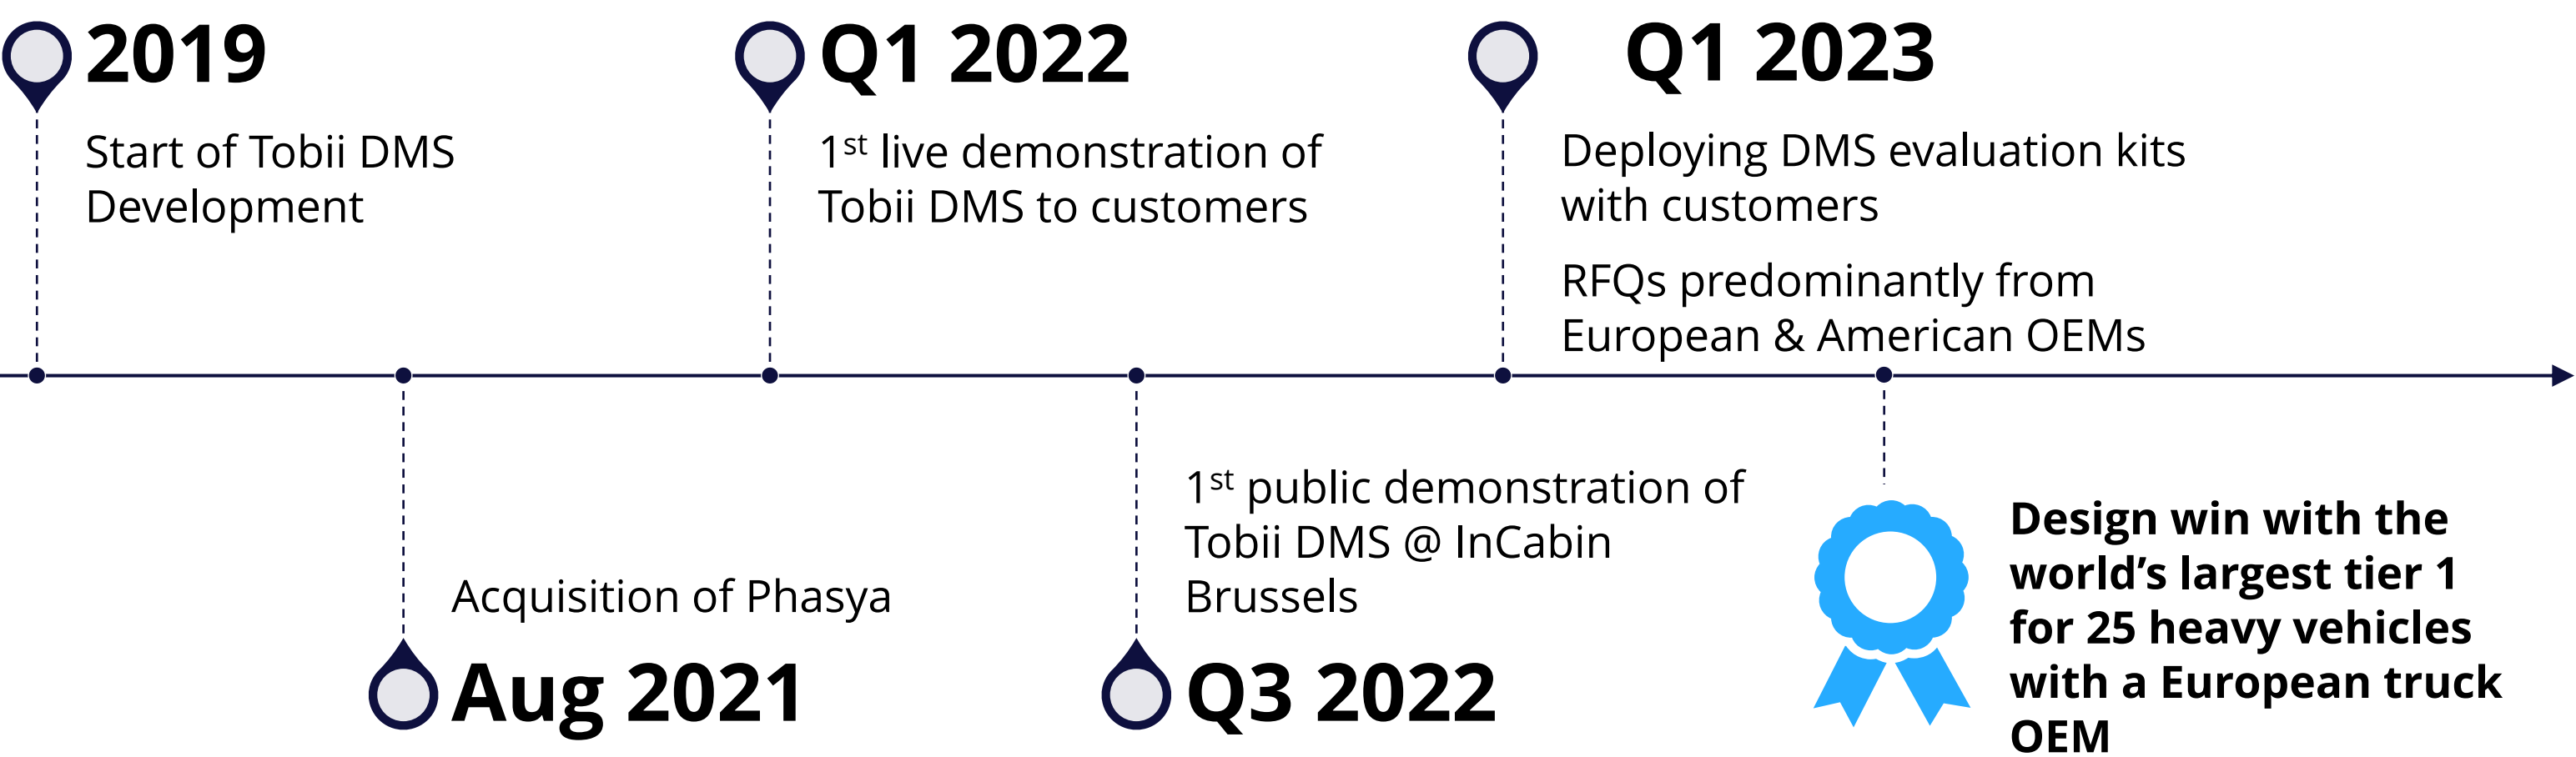 2019
Start of Tobii DMS
Development
Acquisition of Phasya
Aug 2021
Q1 2022
1st live demonstration of
Tobii DMS to customers
1st public demonstration of
Tobii DMS @ InCabin
Brussels
Q3 2022
Q1 2023
Deploying DMS evaluation kits
with customers
RFQs predominantly from
European & American OEMs
Design win with the
world’s largest tier 1
for 25 heavy vehicles
with a European truck
OEM